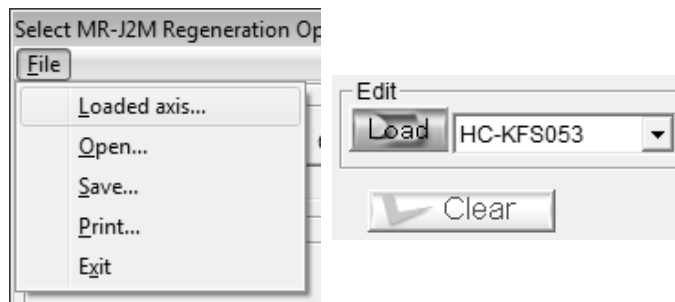 Select MR-J2M Regeneration Op
File
Loaded axis...
Open...
Save...
Print...
Exit
Edit
Load HC-KFS053
Clear